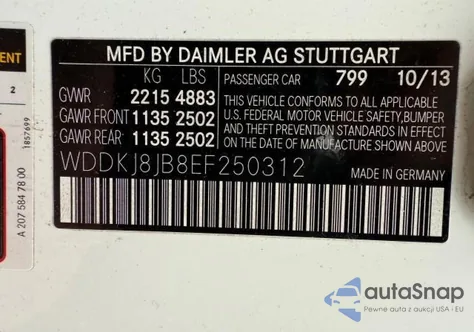 MFD BY DAIMLER AG STUTTGART
KG LBS
PASSENGER CAR 799 10/13
GVWR 2215 4883
GAWR FRONT 1135 2502
GAWR REAR 1135 2502
THIS VEHICLE CONFORMS TO ALL APPLICABLE
U.S. FEDERAL MOTOR VEHICLE SAFETY,BUMPER
AND THEFT PREVENTION STANDARDS IN EFFECT
ON THE DATE OF MANUFACTURE SHOWN ABOVE
WDDKJ8JB8EF250312
MADE IN GERMANY
ENT
2
1857699
A 207 584 78 00
autaSnap
Pewne auta z aukcji USA - EU